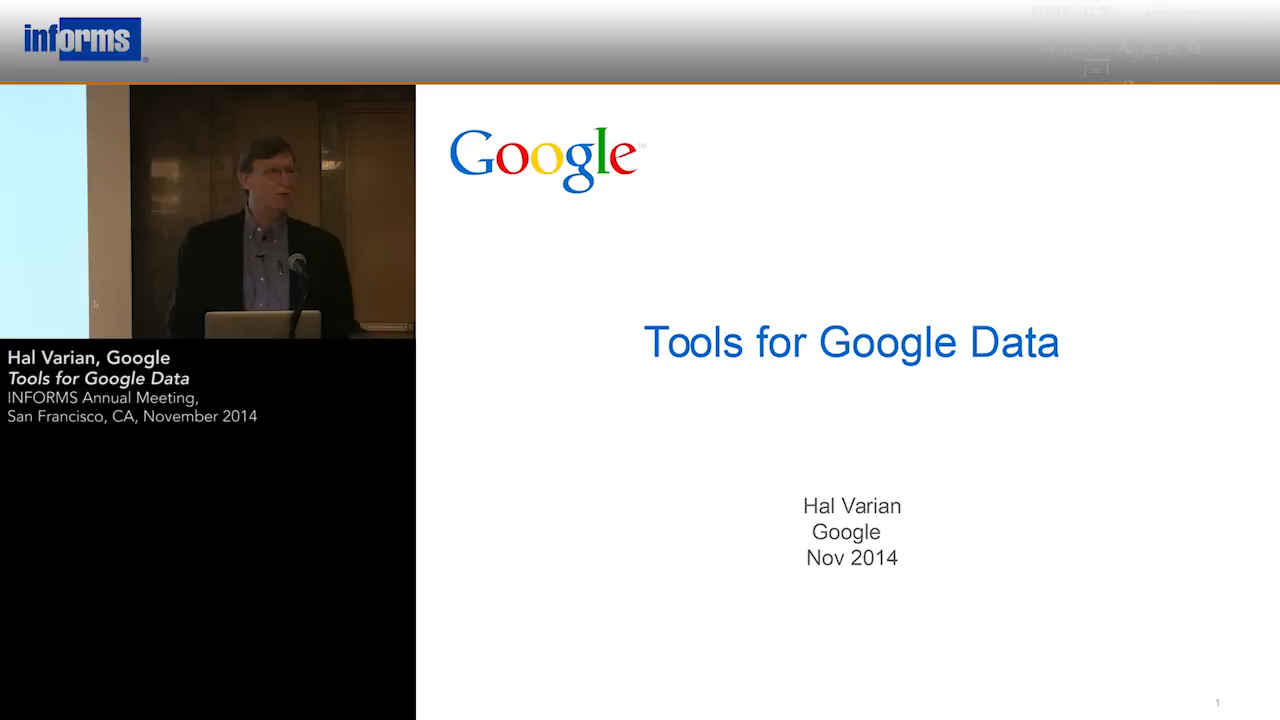 informs
Google
Tools for Google Data
Hal Varian, Google
Tools for Google Data
INFORMS Annual Meeting,
San Francisco, CA, November 2014
Hal Varian
Google
Nov 2014
1